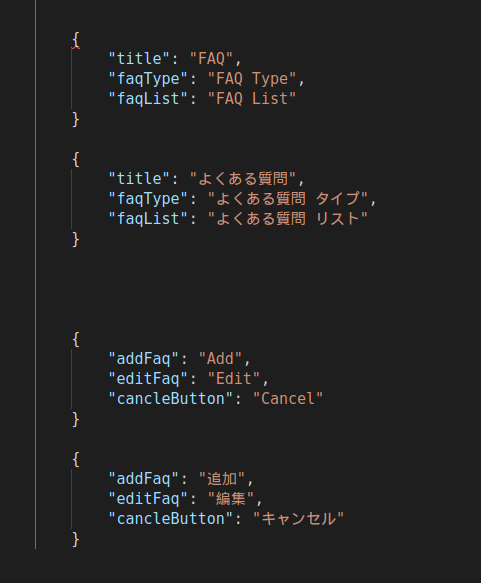 {
"title": "FAQ",
"faqType": "FAQ Type",
"faqList": "FAQ List"
}
{
"title": "よくある質問",
"faqType": "よくある質問 タイプ",
"faqList": "よくある質問 リスト"
}
{
"addFaq": "Add",
"editFaq": "Edit",
"cancleButton": "Cancel"
}
{
"addFaq": "追加",
"editFaq": "編集",
"cancleButton": "キャンセル"
}